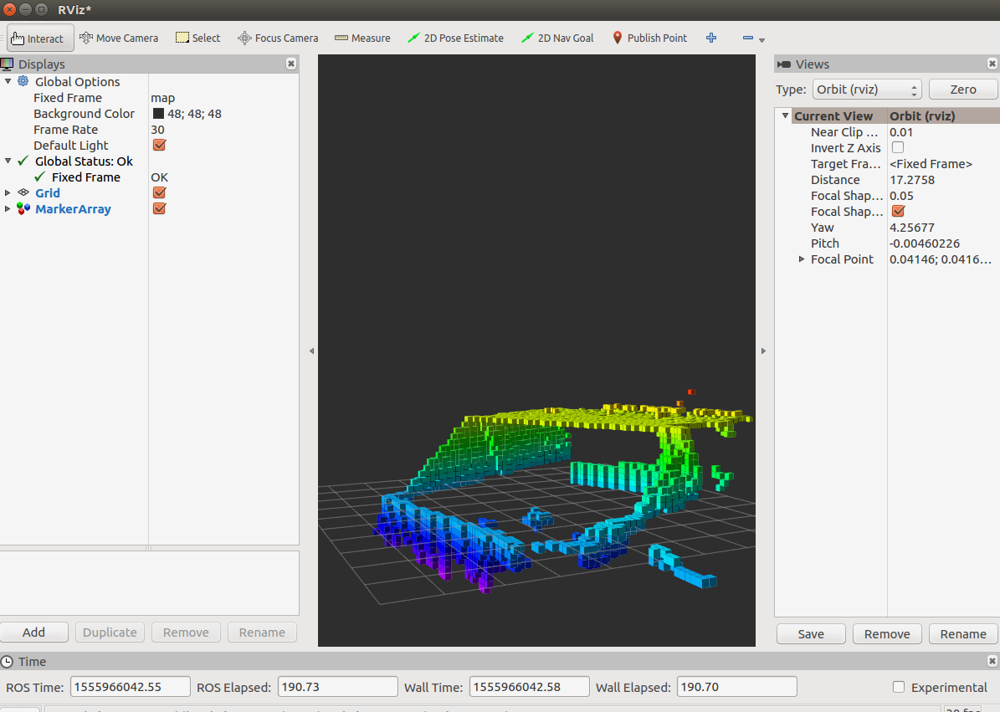 RViz*
Interact Move Camera Select Focus Camera Measure 2D Pose Estimate 2D Nav Goal Publish Point
Displays
Global Options
Fixed Frame map
Background Color 48; 48; 48
Frame Rate 30
Default Light
Global Status: Ok
Fixed Frame OK
Grid
MarkerArray
Add Duplicate Remove Rename
Views
Type: Orbit (rviz) Zero
Current View Orbit (rviz)
Near Clip ... 0.01
Invert Z Axis
Target Fra... <Fixed Frame>
Distance 17.2758
Focal Shap... 0.05
Focal Shap...
Yaw 4.25677
Pitch -0.00460226
Focal Point 0.04146; 0.0416...
Save Remove Rename
Time
ROS Time: 1555966042.55 ROS Elapsed: 190.73 Wall Time: 1555966042.58 Wall Elapsed: 190.70 Experimental